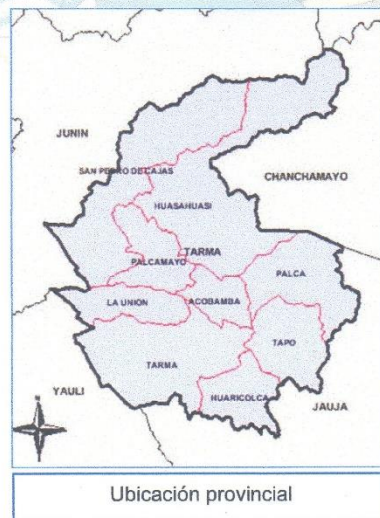 JUNIN
SAN PEDRO DE CAJAS
CHANCHAMAYO
HUASAHUASI
TARMA
PALCAMAYO
PALCA
LA UNION
ACOBAMBA
TAPO
TARMA
YAULI
HUARICOLCA
JAUJA
N
Ubicación provincial